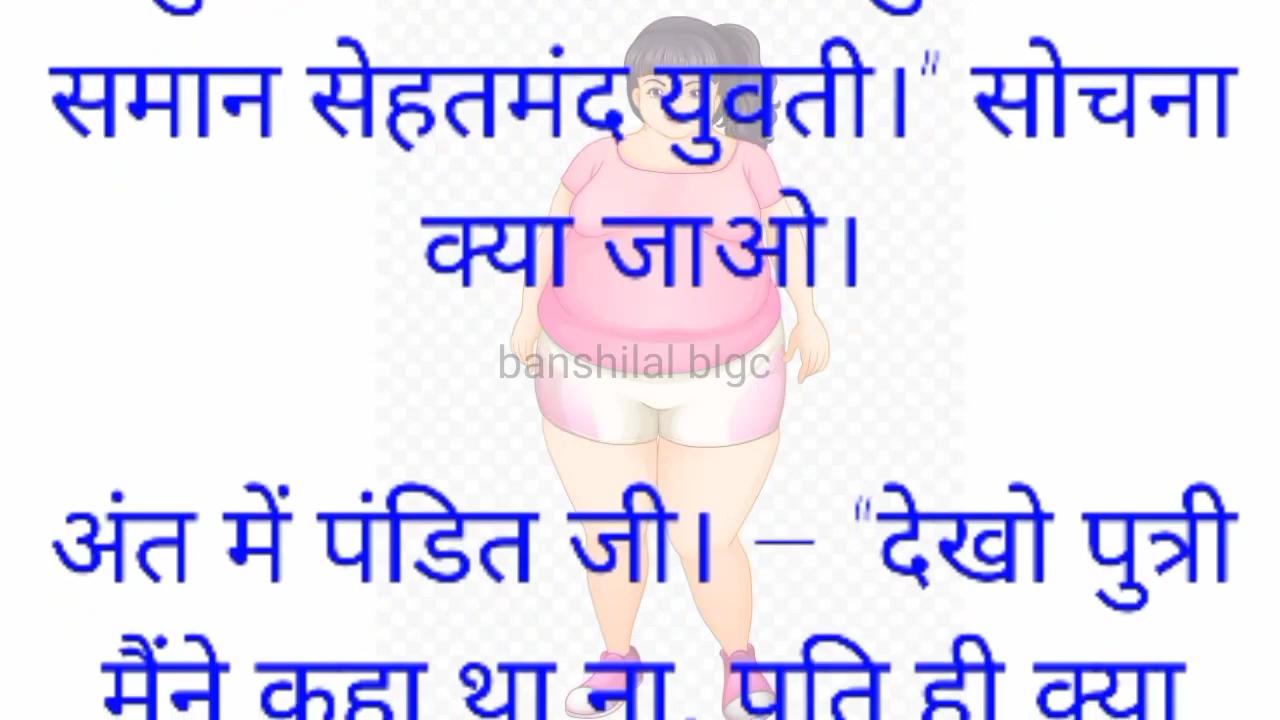 समान सेहतमंद युवती।" सोचना
क्या जाओ।
banshilal blgc
अंत में पंडित जी। – "देखो पुत्री
मैंने कहा था ना, पति ही क्या